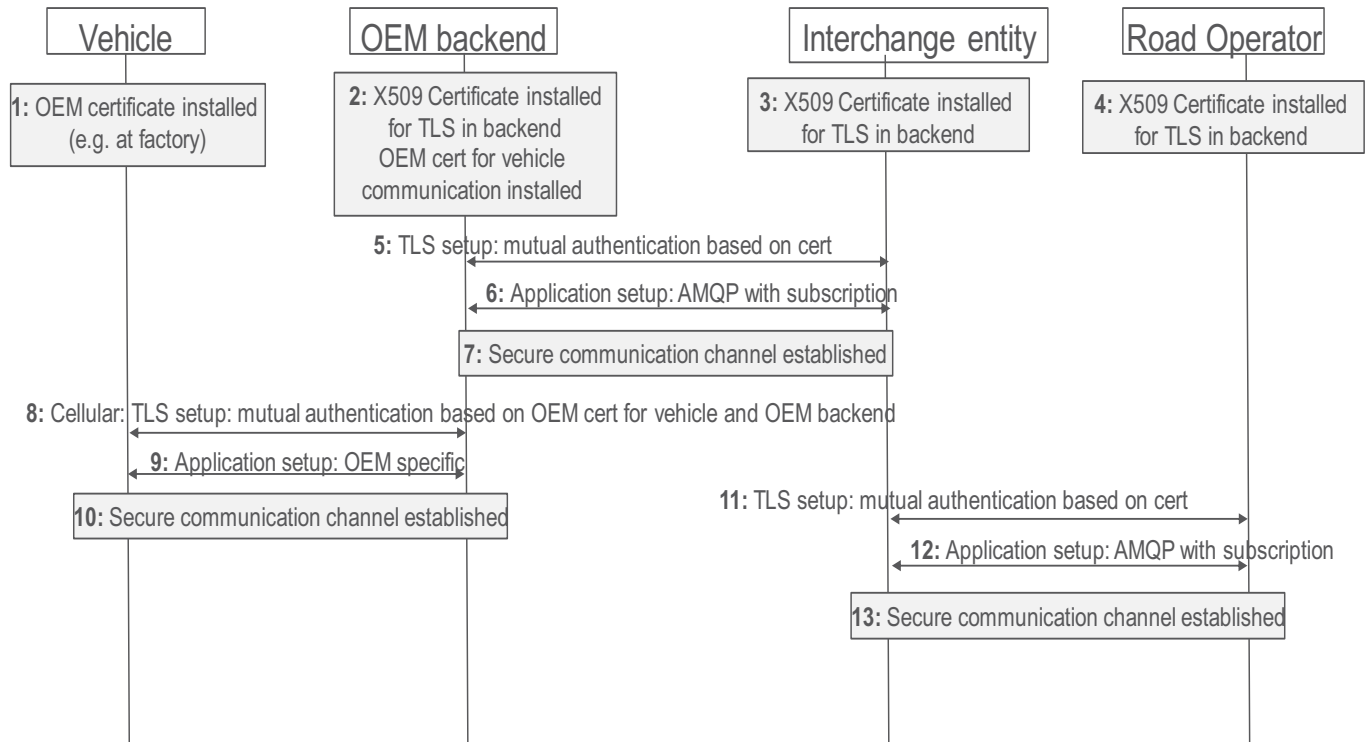 Vehicle
OEM backend
Interchange entity
Road Operator
1: OEM certificate installed
(e.g. at factory)
2: X509 Certificate installed
for TLS in backend
OEM cert for vehicle
communication installed
3: X509 Certificate installed
for TLS in backend
4: X509 Certificate installed
for TLS in backend
5: TLS setup: mutual authentication based on cert
6: Application setup: AMQP with subscription
7: Secure communication channel established
8: Cellular: TLS setup: mutual authentication based on OEM cert for vehicle and OEM backend
9: Application setup: OEM specific
10: Secure communication channel established
11: TLS setup: mutual authentication based on cert
12: Application setup: AMQP with subscription
13: Secure communication channel established